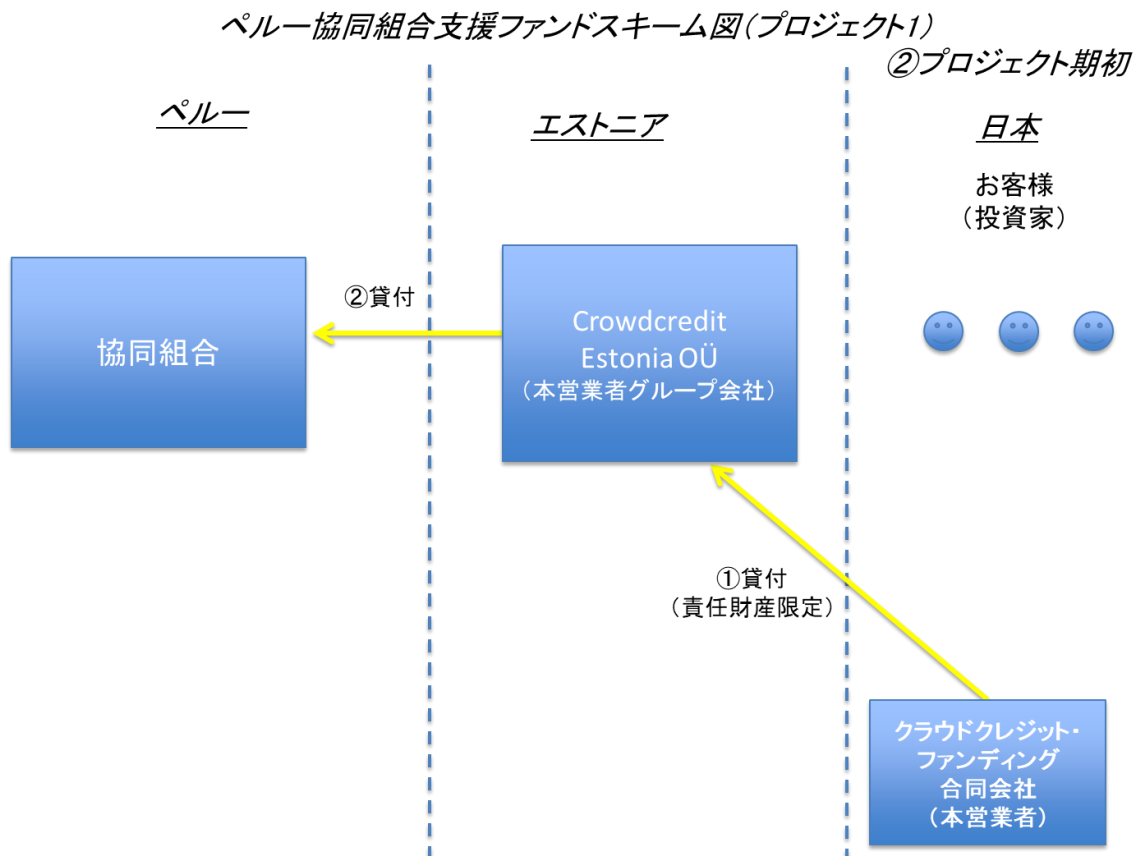 ペルー協同組合支援ファンドスキーム図(プロジェクト1)
②プロジェクト期初
ペルー
エストニア
日本
お客様
(投資家)
協同組合
②貸付
Crowdcredit
Estonia OÜ
(本営業者グループ会社)
①貸付
(責任財産限定)
クラウドクレジット・
ファンディング
合同会社
(本営業者)